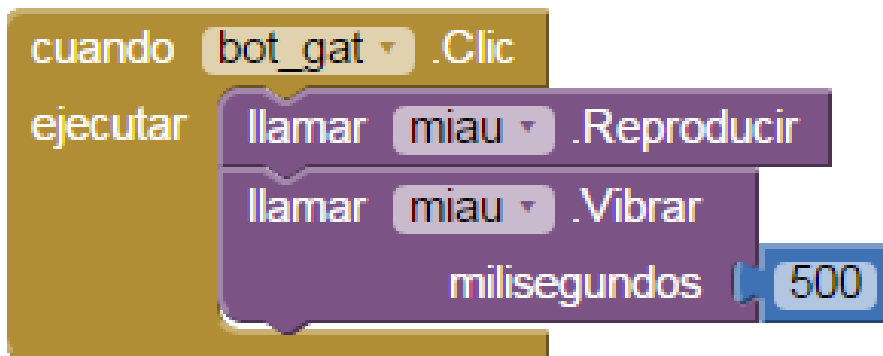 cuando bot_gat .Clic
ejecutar llamar miau .Reproducir
llamar miau .Vibrar
milisegundos 500